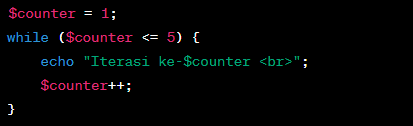 $counter = 1;
while ($counter <= 5) {
    echo "Iterasi ke-$counter <br>";
    $counter++;
}